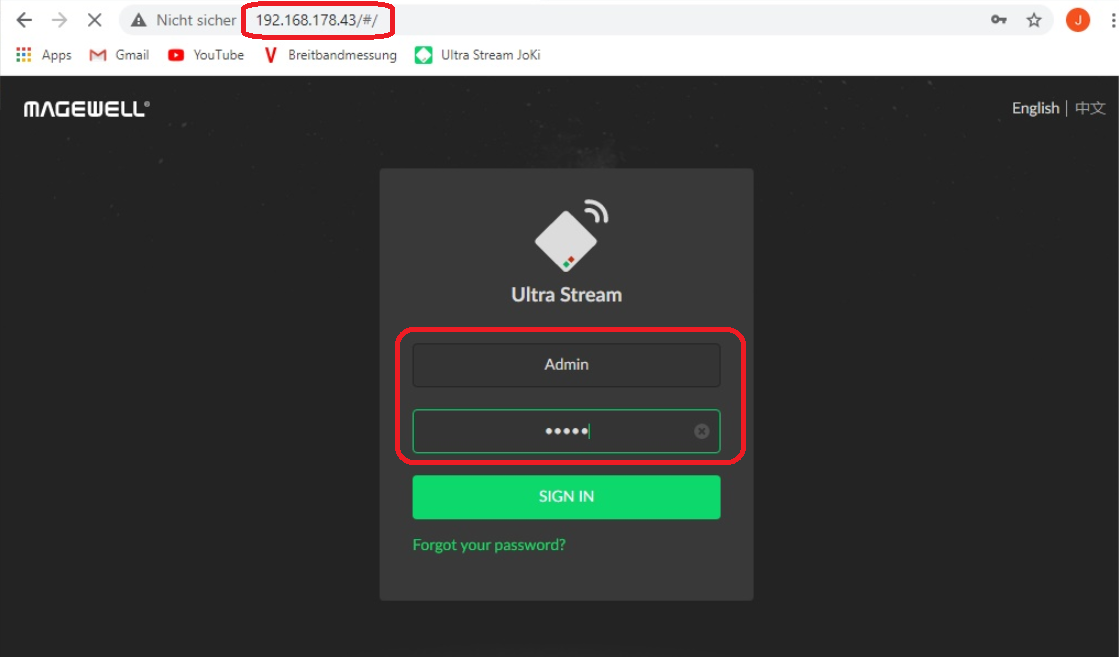 Nicht sicher 192.168.178.43/#/ J
Apps Gmail YouTube Breitbandmessung Ultra Stream JoKi
MAGEWELL® English | 中文
Ultra Stream
Admin
•••••
SIGN IN
Forgot your password?